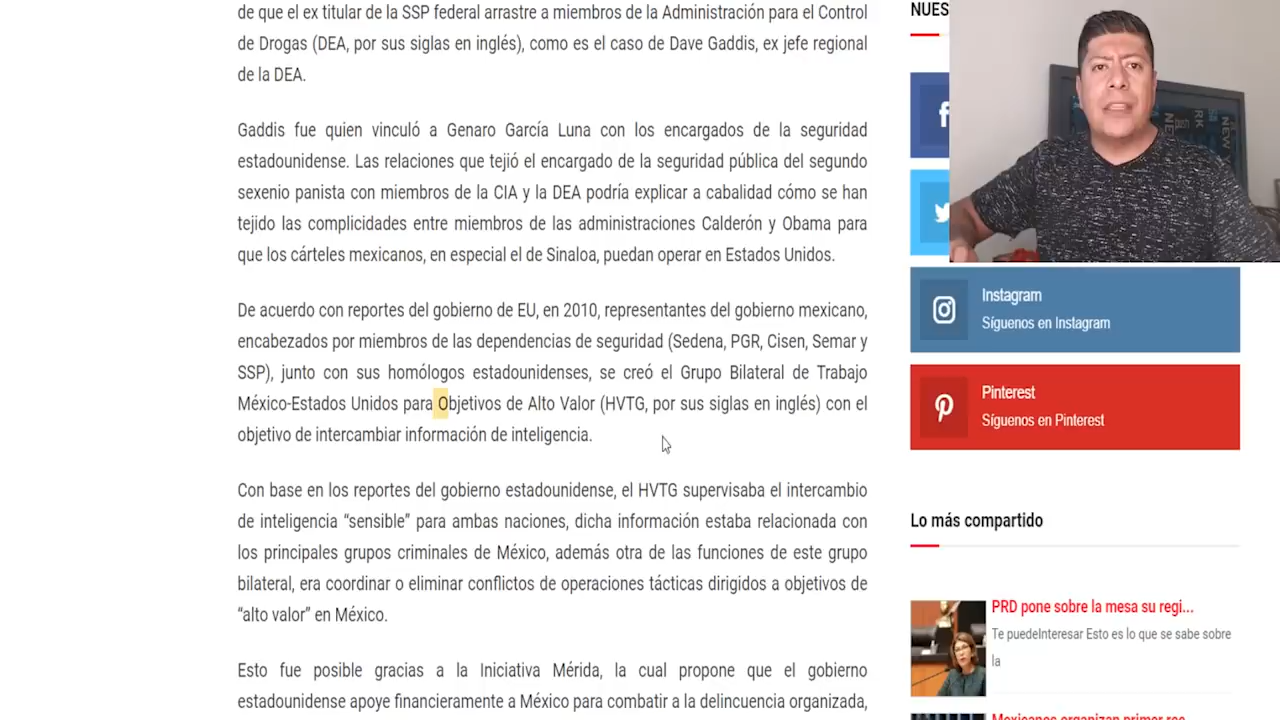 de que el ex titular de la SSP federal arrastre a miembros de la Administración para el Control
de Drogas (DEA, por sus siglas en inglés), como es el caso de Dave Gaddis, ex jefe regional
de la DEA.
Gaddis fue quien vinculó a Genaro García Luna con los encargados de la seguridad
estadounidense. Las relaciones que tejió el encargado de la seguridad pública del segundo
sexenio panista con miembros de la CIA y la DEA podría explicar a cabalidad cómo se han
tejido las complicidades entre miembros de las administraciones Calderón y Obama para
que los cárteles mexicanos, en especial el de Sinaloa, puedan operar en Estados Unidos.
De acuerdo con reportes del gobierno de EU, en 2010, representantes del gobierno mexicano,
encabezados por miembros de las dependencias de seguridad (Sedena, PGR, Cisen, Semar y
SSP), junto con sus homólogos estadounidenses, se creó el Grupo Bilateral de Trabajo
México-Estados Unidos para Objetivos de Alto Valor (HVTG, por sus siglas en inglés) con el
objetivo de intercambiar información de inteligencia.
Con base en los reportes del gobierno estadounidense, el HVTG supervisaba el intercambio
de inteligencia “sensible” para ambas naciones, dicha información estaba relacionada con
los principales grupos criminales de México, además otra de las funciones de este grupo
bilateral, era coordinar o eliminar conflictos de operaciones tácticas dirigidos a objetivos de
“alto valor” en México.
Esto fue posible gracias a la Iniciativa Mérida, la cual propone que el gobierno
estadounidense apoye financieramente a México para combatir a la delincuencia organizada,
NUES
NEW
Instagram
Síguenos en Instagram
Pinterest
Síguenos en Pinterest
Lo más compartido
PRD pone sobre la mesa su regi...
Te puedeInteresar Esto es lo que se sabe sobre
la
Mexicanos organizan primer rec...